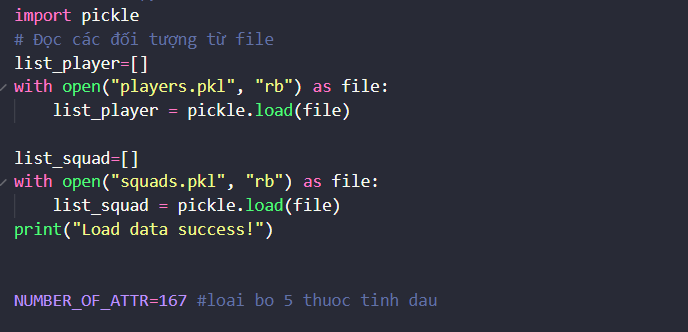 import pickle
# Đọc các đối tượng từ file
list_player=[]
with open("players.pkl", "rb") as file:
    list_player = pickle.load(file)
list_squad=[]
with open("squads.pkl", "rb") as file:
    list_squad = pickle.load(file)
print("Load data success!")
NUMBER_OF_ATTR=167 #loai bo 5 thuoc tinh dau